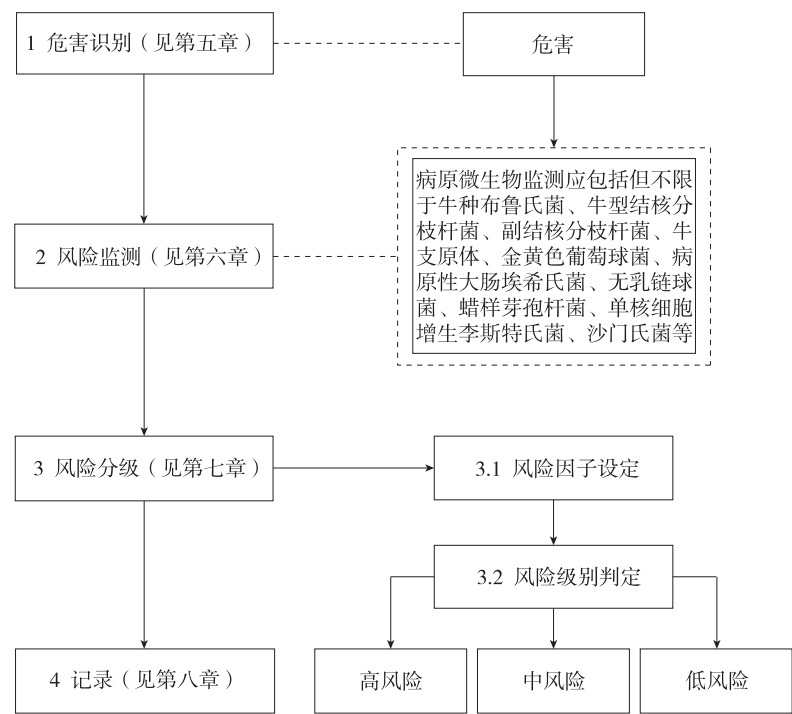 1 危害识别（见第五章）
危害
病原微生物监测应包括但不限
于牛种布鲁氏菌、牛型结核分
枝杆菌、副结核分枝杆菌、牛
支原体、金黄色葡萄球菌、病
原性大肠埃希氏菌、无乳链球
菌、蜡样芽孢杆菌、单核细胞
增生李斯特氏菌、沙门氏菌等
2 风险监测（见第六章）
3 风险分级（见第七章）
3.1 风险因子设定
3.2 风险级别判定
4 记录（见第八章）
高风险
中风险
低风险